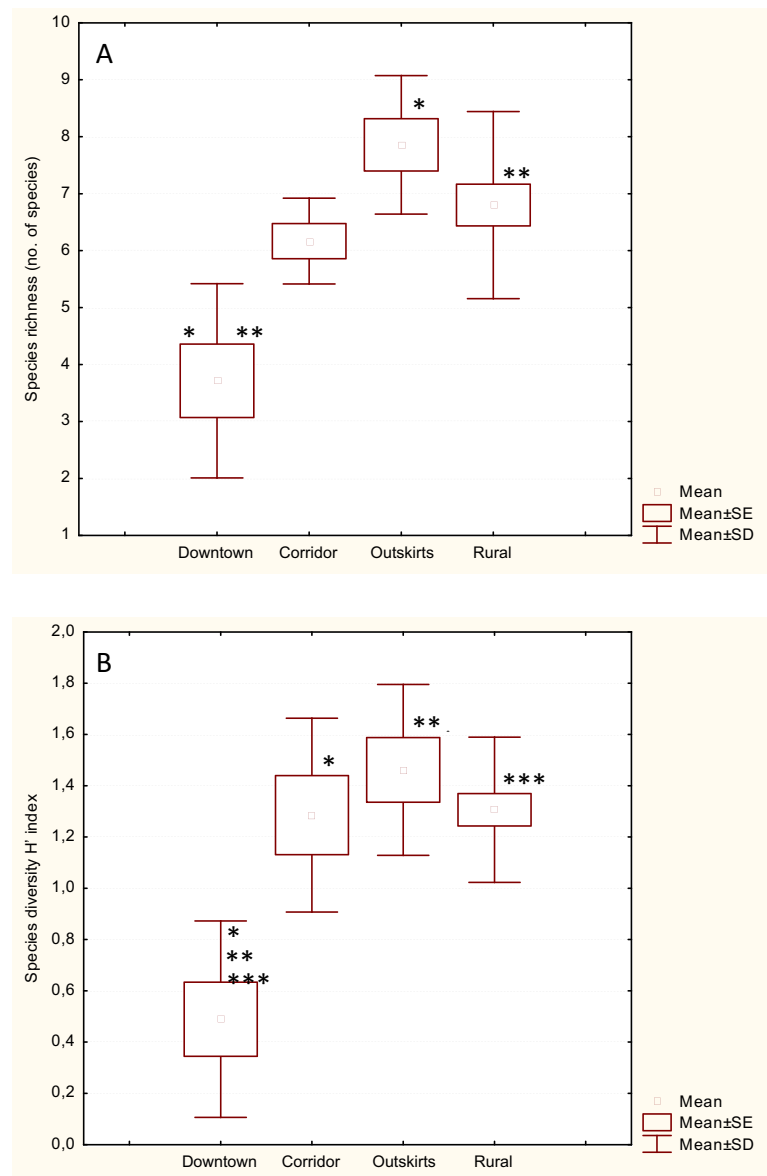 A
Species richness (no. of species)
10
9
8
7
6
5
4
3
2
1
*
**
*
**
Downtown Corridor Outskirts Rural
Mean
Mean±SE
Mean±SD
B
Species diversity H' index
2,0
1,8
1,6
1,4
1,2
1,0
0,8
0,6
0,4
0,2
0,0
*
**
***
*
**
***
Downtown Corridor Outskirts Rural
Mean
Mean±SE
Mean±SD